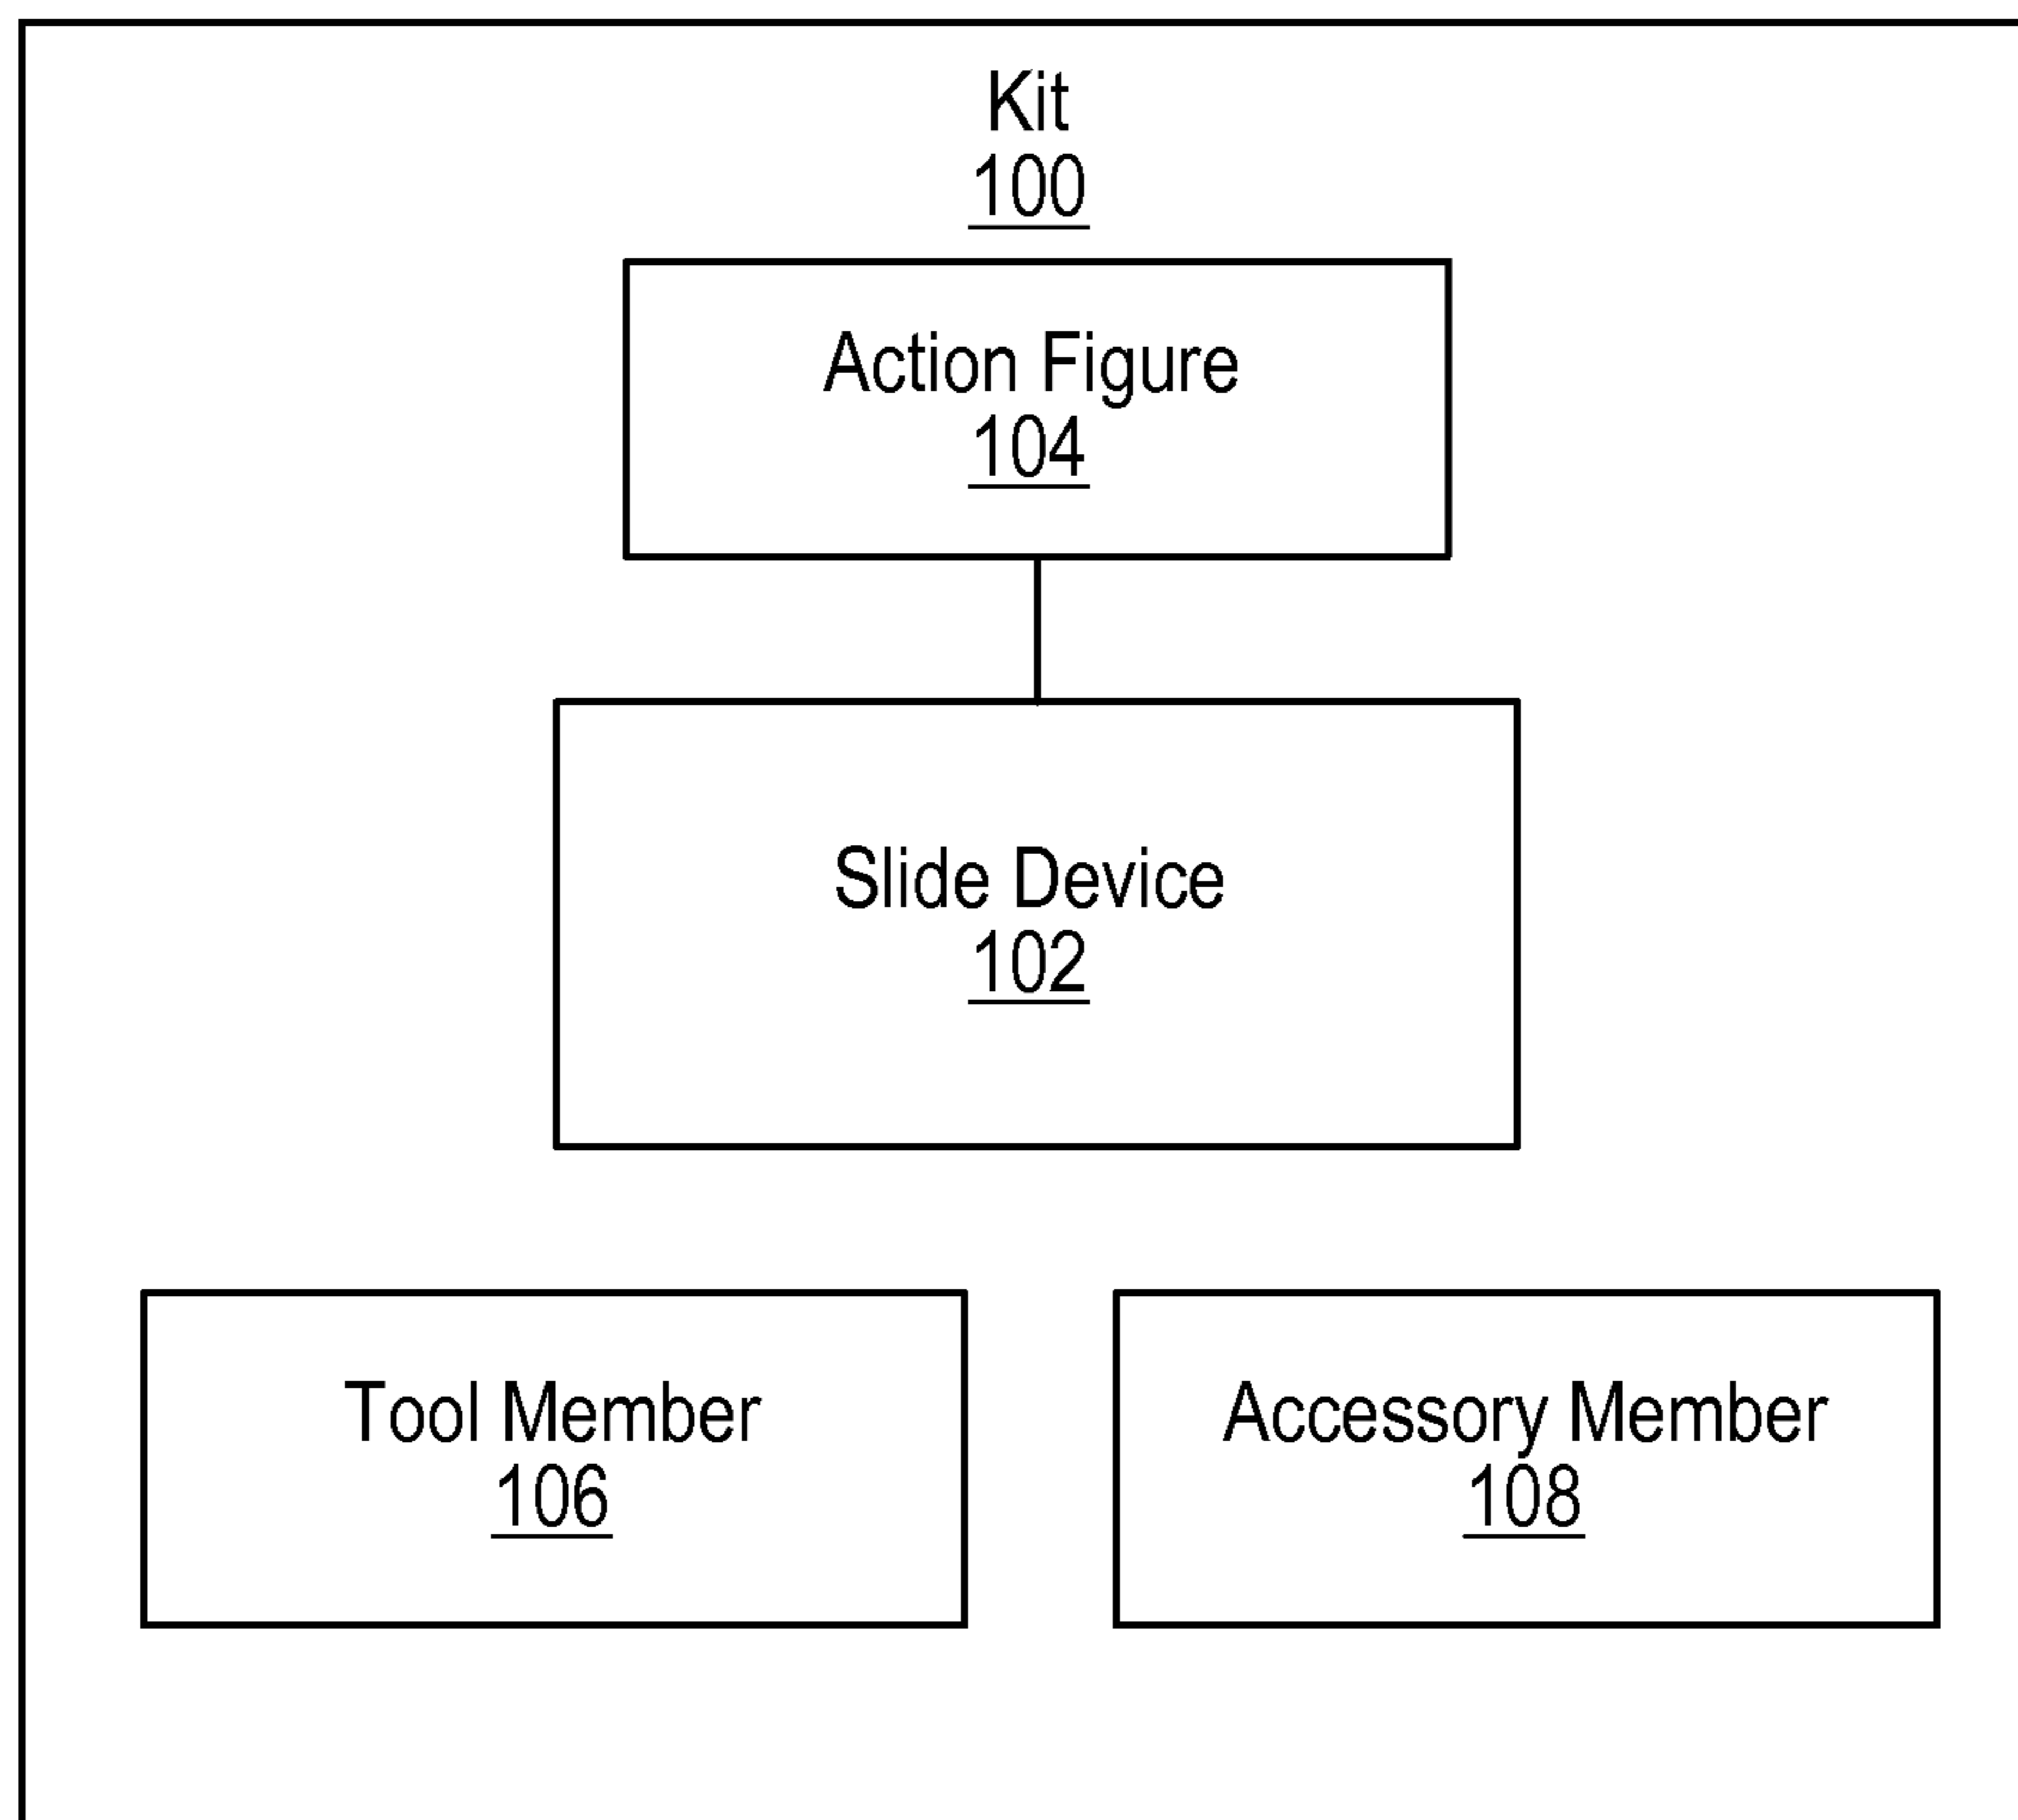 Kit
100
Action Figure
104
Slide Device
102
Tool Member
106
Accessory Member
108